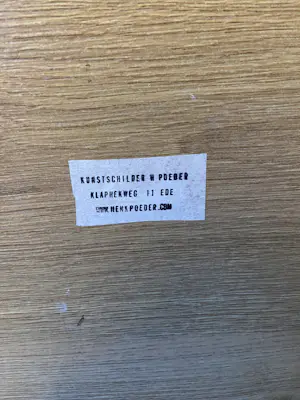 KUNSTSCHILDER H POEDER
KLAPHEKWEG 11 EDE
WWW.HENKPOEDER.COM